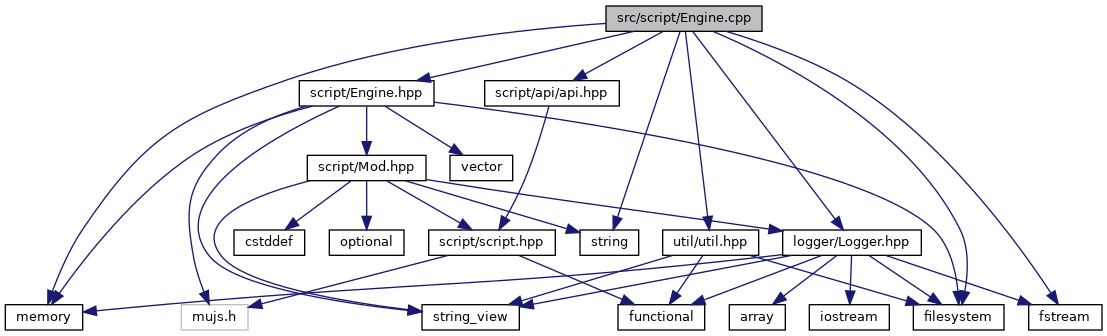 src/script/Engine.cpp
script/Engine.hpp
script/api/api.hpp
script/Mod.hpp
vector
cstddef
optional
script/script.hpp
string
util/util.hpp
logger/Logger.hpp
memory
mujs.h
string_view
functional
array
iostream
filesystem
fstream